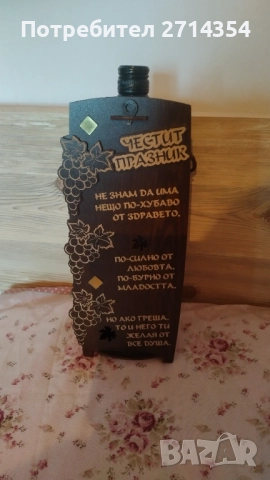 Потребител 2714354
ЧЕСТИТ
ПРАЗНИК
НЕ ЗНАМ ДА ИМА
НЕЩО ПО-ХУБАВО
ОТ ЗДРАВЕТО,
ПО-СИЛНО ОТ
ЛЮБОВТА,
ПО-БУРНО ОТ
МЛАДОСТТА.
НО АКО ГРЕША,
ТО И НЕГО ТИ
ЖЕЛАЯ ОТ
ВСЕ ДУША.
BAZAR